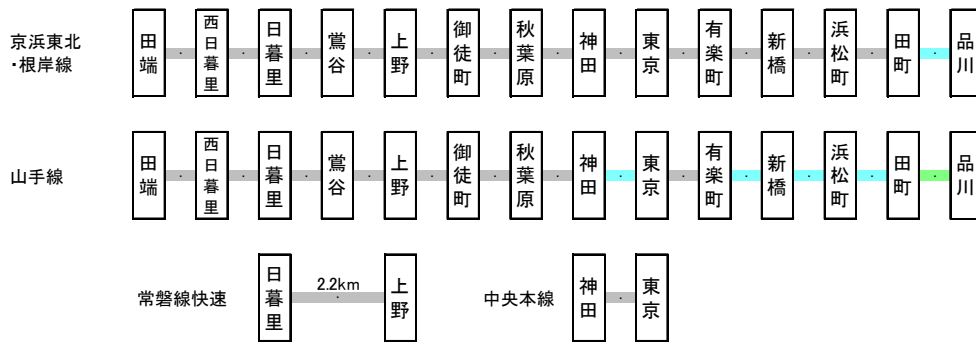 京浜東北
・根岸線
田端
西日暮里
日暮里
鶯谷
上野
御徒町
秋葉原
神田
東京
有楽町
新橋
浜松町
田町
品川
山手線
田端
西日暮里
日暮里
鶯谷
上野
御徒町
秋葉原
神田
東京
有楽町
新橋
浜松町
田町
品川
常磐線快速
日暮里
2.2km
上野
中央本線
神田
東京